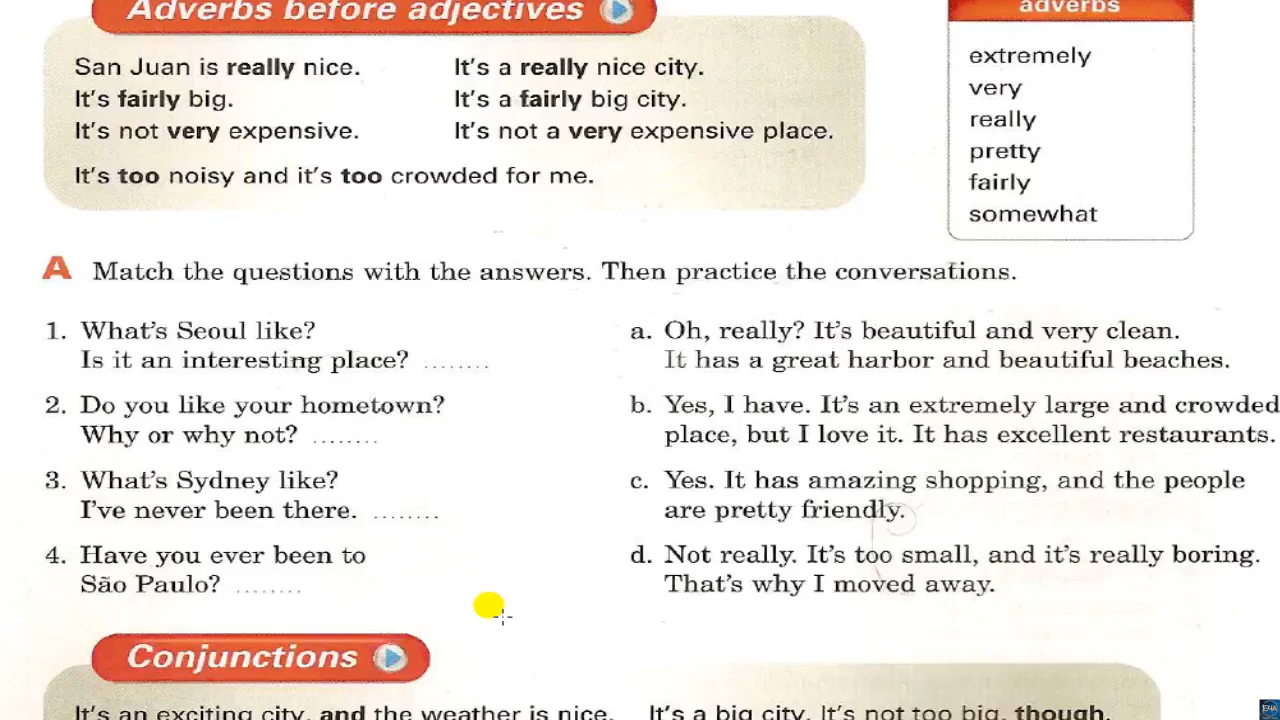 Adverbs before adjectives
adverbs
San Juan is really nice. It's a really nice city.
It's fairly big. It's a fairly big city.
It's not very expensive. It's not a very expensive place.
It's too noisy and it's too crowded for me.
extremely
very
really
pretty
fairly
somewhat
A Match the questions with the answers. Then practice the conversations.
1. What's Seoul like?
Is it an interesting place? ........
2. Do you like your hometown?
Why or why not? ........
3. What's Sydney like?
I've never been there. ........
4. Have you ever been to
São Paulo? ........
a. Oh, really? It's beautiful and very clean.
It has a great harbor and beautiful beaches.
b. Yes, I have. It's an extremely large and crowded
place, but I love it. It has excellent restaurants.
c. Yes. It has amazing shopping, and the people
are pretty friendly.
d. Not really. It's too small, and it's really boring.
That's why I moved away.
Conjunctions
It's an exciting city, and the weather is nice. It's a big city. It's not too big, though.